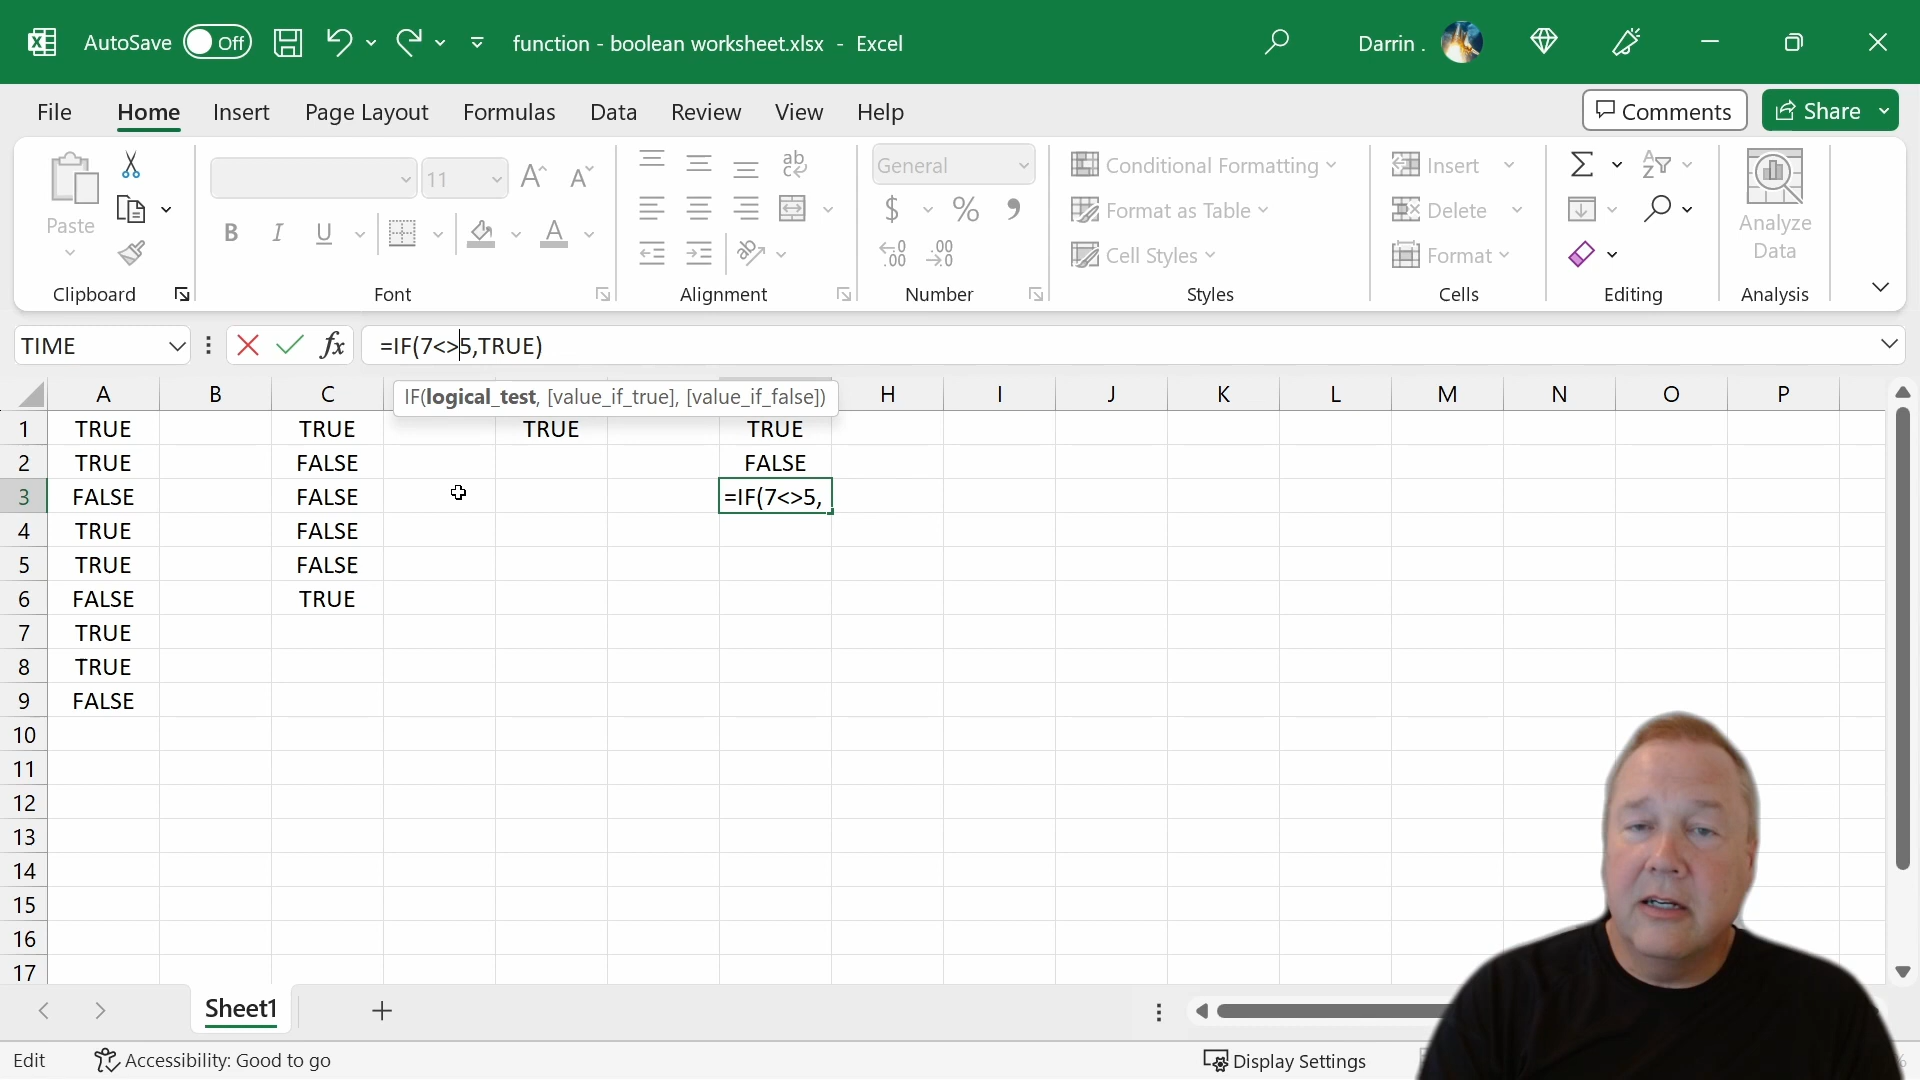 AutoSave Off function - boolean worksheet.xlsx - Excel Darrin .
File Home Insert Page Layout Formulas Data Review View Help Comments Share
Paste 11 General Conditional Formatting Insert
B I U $ % Format as Table Delete Analyze Data
Cell Styles Format
Clipboard Font Alignment Number Styles Cells Editing Analysis
TIME fx =IF(7<>5,TRUE)
IF(logical_test, [value_if_true], [value_if_false])
A B C H I J K L M N O P
1 TRUE TRUE TRUE TRUE
2 TRUE FALSE FALSE
3 FALSE FALSE =IF(7<>5,
4 TRUE FALSE
5 TRUE FALSE
6 FALSE TRUE
7 TRUE
8 TRUE
9 FALSE
10
11
12
13
14
15
16
17
Sheet1
Edit Accessibility: Good to go Display Settings